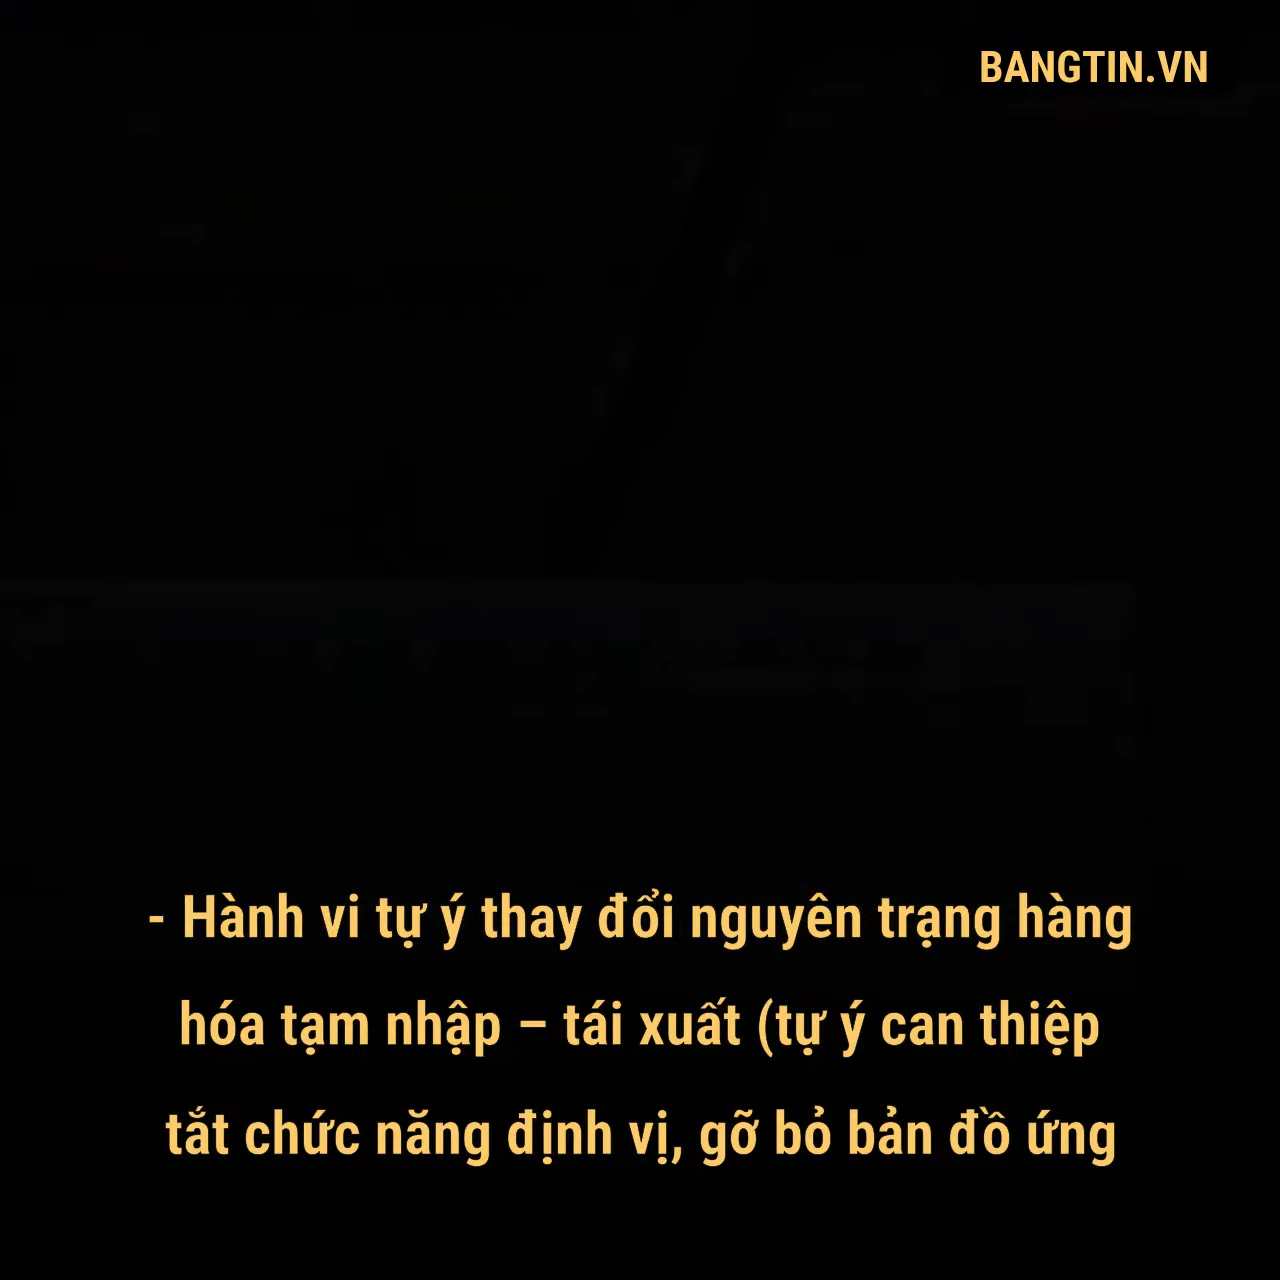 BANGTIN.VN
- Hành vi tự ý thay đổi nguyên trạng hàng
hóa tạm nhập – tái xuất (tự ý can thiệp
tắt chức năng định vị, gỡ bỏ bản đồ ứng